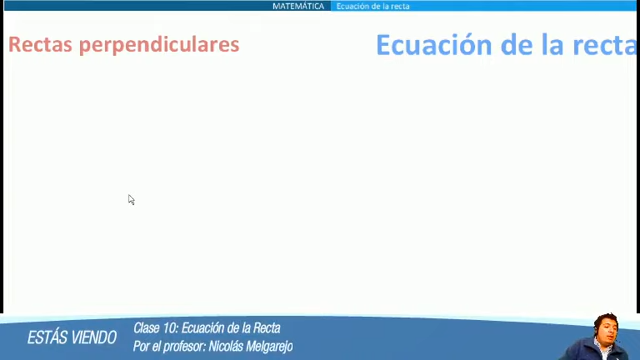 MATEMÁTICA Ecuación de la recta
Rectas perpendiculares
Ecuación de la recta
ESTÁS VIENDO
Clase 10: Ecuación de la Recta
Por el profesor: Nicolás Melgarejo